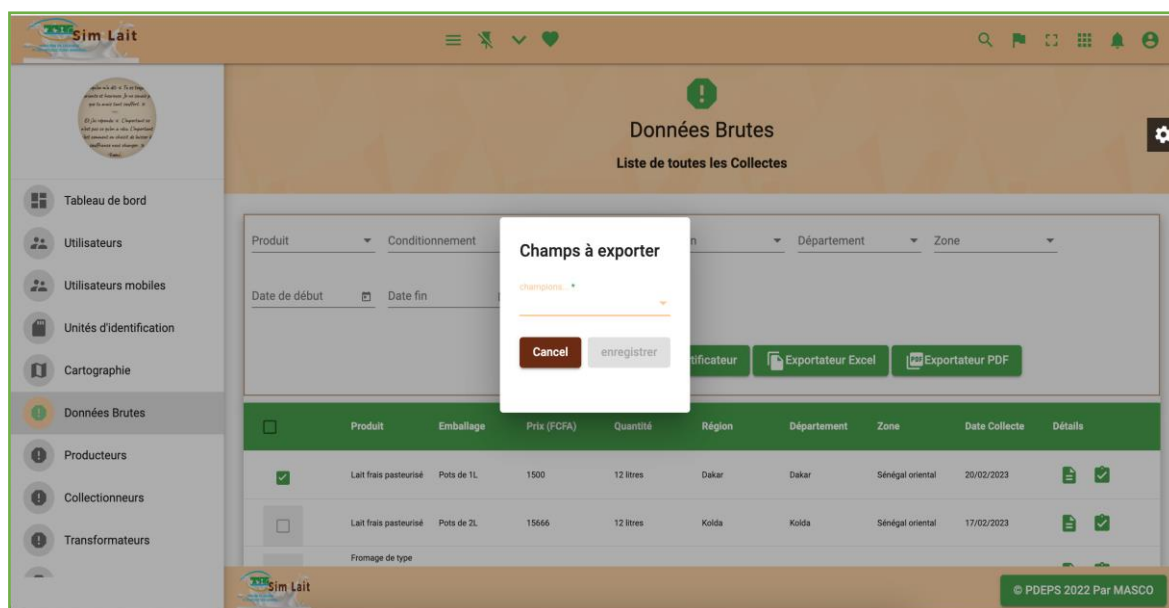 Sim Lait
Données Brutes
Liste de toutes les Collectes
Tableau de bord
Utilisateurs
Utilisateurs mobiles
Unités d'identification
Cartographie
Données Brutes
Producteurs
Collectionneurs
Transformateurs
Produit Conditionnement n Département Zone
Date de début Date fin
Champs à exporter
champions... *
Cancel enregistrer
tificateur Exportateur Excel PDF Exportateur PDF
Produit Emballage Prix (FCFA) Quantité Région Département Zone Date Collecte Détails
Lait frais pasteurisé Pots de 1L 1500 12 litres Dakar Dakar Sénégal oriental 20/02/2023
Lait frais pasteurisé Pots de 2L 15666 12 litres Kolda Kolda Sénégal oriental 17/02/2023
Fromage de type
Sim Lait
© PDEPS 2022 Par MASCO